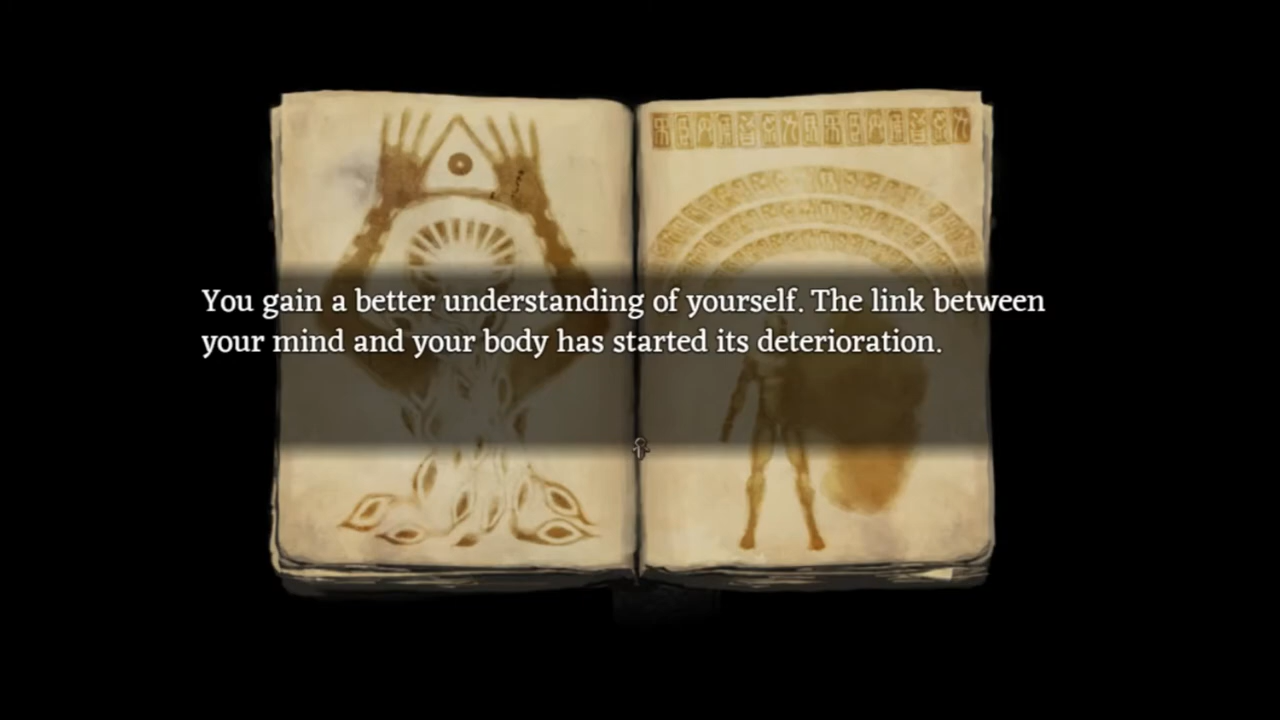 You gain a better understanding of yourself. The link between
your mind and your body has started its deterioration.